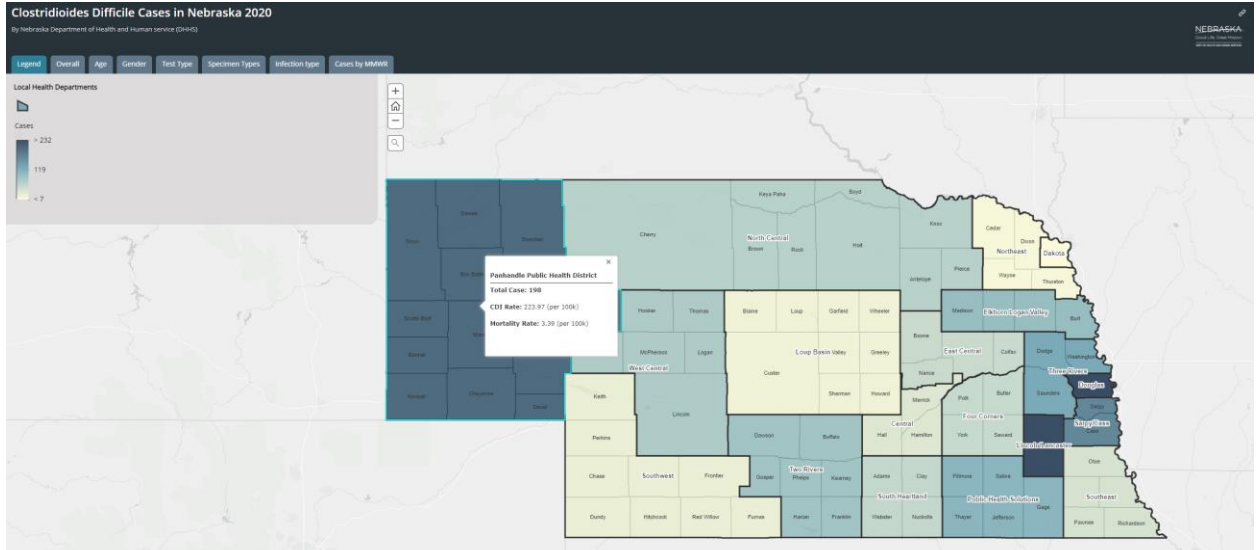 Clostridioides Difficile Cases in Nebraska 2020
By Nebraska Department of Health and Human service (DHHS)
NEBRASKA
Good Life. Great Mission.
Legend Overall Age Gender Test Type Specimen Types Infection type Cases by MMWR
Local Health Departments
Cases
> 232
119
< 7
+
−
Keya Paha Boyd
Knox
Cedar
Dixon
Dakota
Northeast
Wayne
Thurston
Cherry
North Central
Brown Rock Holt
Antelope
Pierce
Sioux
Dawes
Sheridan
Box Butte
Scotts Bluff
Banner
Kimball
Cheyenne
Deuel
×
Panhandle Public Health District
Total Case: 198
CDI Rate: 223.97 (per 100k)
Mortality Rate: 3.39 (per 100k)
Hooker Thomas Blaine Loup Garfield Wheeler
Madison Elkhorn Logan Valley Burt
Boone
McPherson Logan
West Central
Loup Basin Valley Greeley
East Central Colfax Dodge Washington
Three Rivers
Custer
Nance
Douglas
Keith
Sherman Howard
Merrick
Polk Butler Saunders
Sarpy
Sarpy/Cass
Cass
Lincoln
Central
Four Corners
Perkins
Dawson Buffalo
Hall Hamilton
York Seward
Lincoln Lancaster
Otoe
Chase Southwest Frontier
Two Rivers
Gosper Phelps Kearney
Adams Clay
Fillmore Saline
South Heartland
Public Health Solutions
Gage
Southeast
Dundy Hitchcock Red Willow Furnas
Harlan Franklin
Webster Nuckolls
Thayer Jefferson
Pawnee Richardson